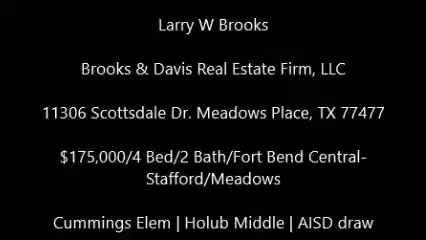 Larry W Brooks
Brooks & Davis Real Estate Firm, LLC
11306 Scottsdale Dr. Meadows Place, TX 77477
$175,000/4 Bed/2 Bath/Fort Bend Central-
Stafford/Meadows
Cummings Elem | Holub Middle | AISD draw